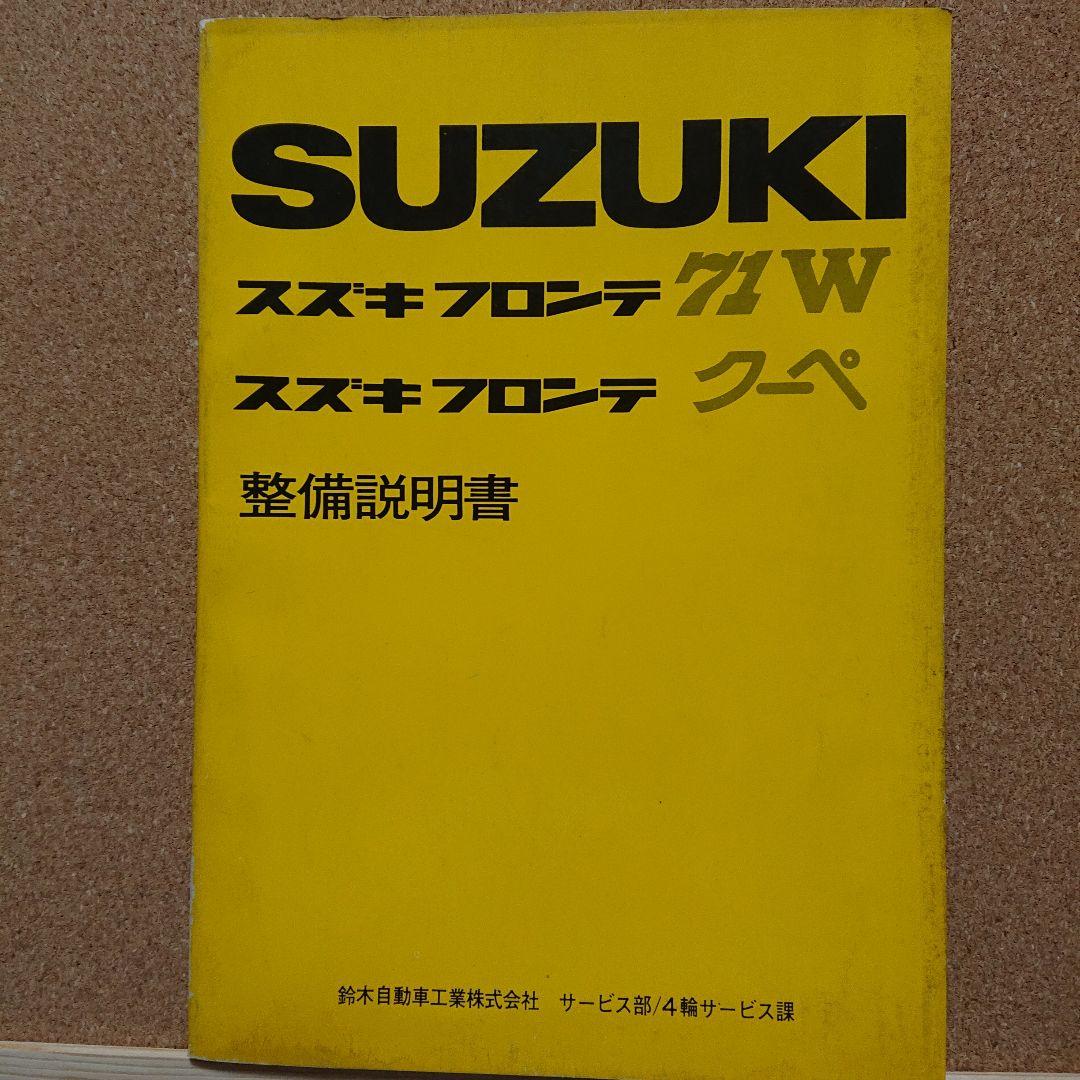 SUZUKI
スズキ フロンテ 71W
スズキ フロンテ クーペ
整備説明書
鈴木自動車工業株式会社 サービス部/4輪サービス課